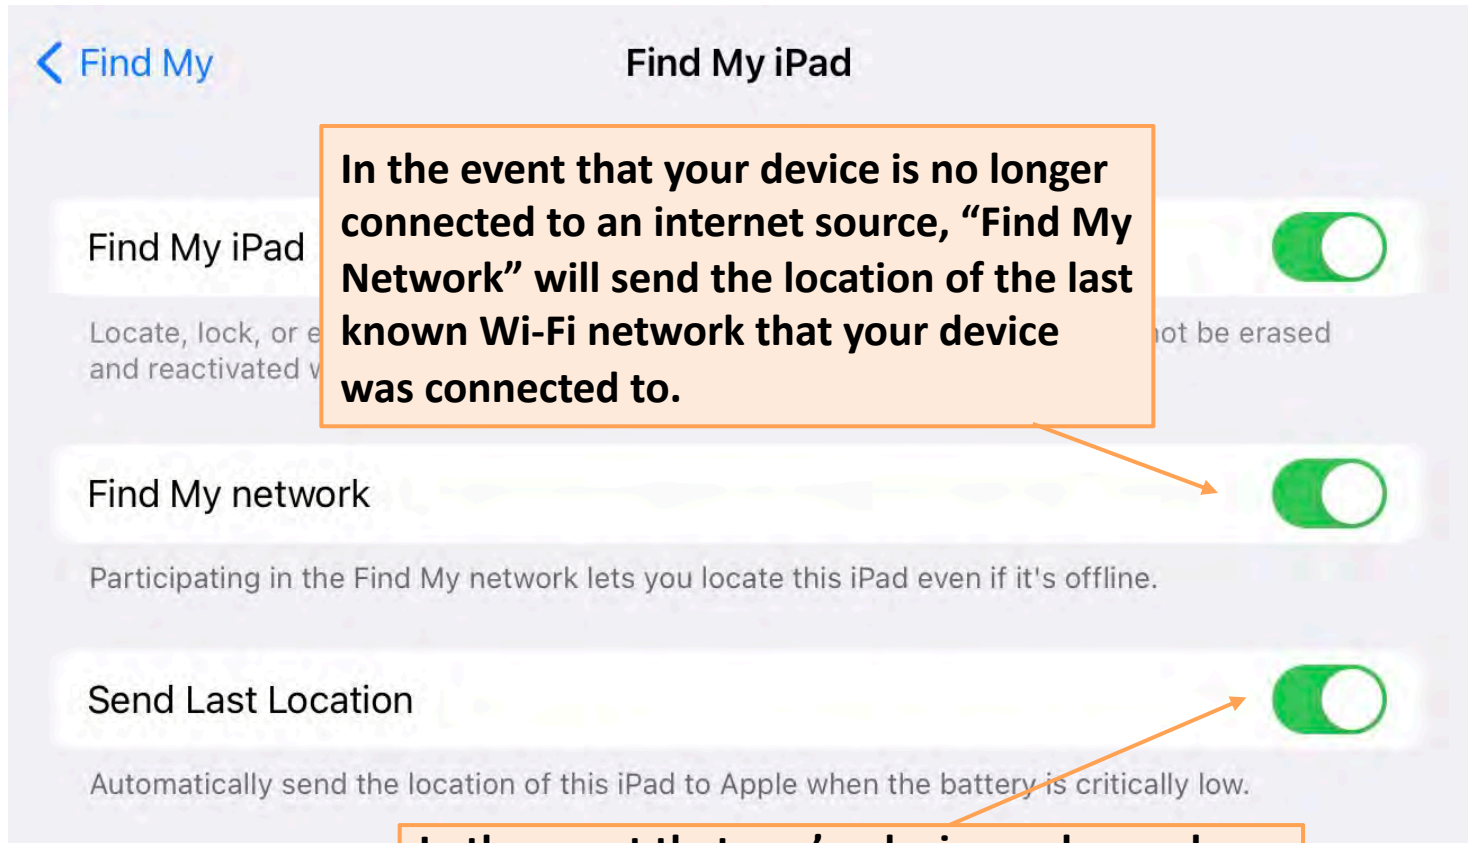 Find My
Find My iPad
In the event that your device is no longer
connected to an internet source, “Find My
Network” will send the location of the last
known Wi-Fi network that your device
was connected to.
Find My iPad
Locate, lock, or not be erased
and reactivated
Find My network
Participating in the Find My network lets you locate this iPad even if it's offline.
Send Last Location
Automatically send the location of this iPad to Apple when the battery is critically low.